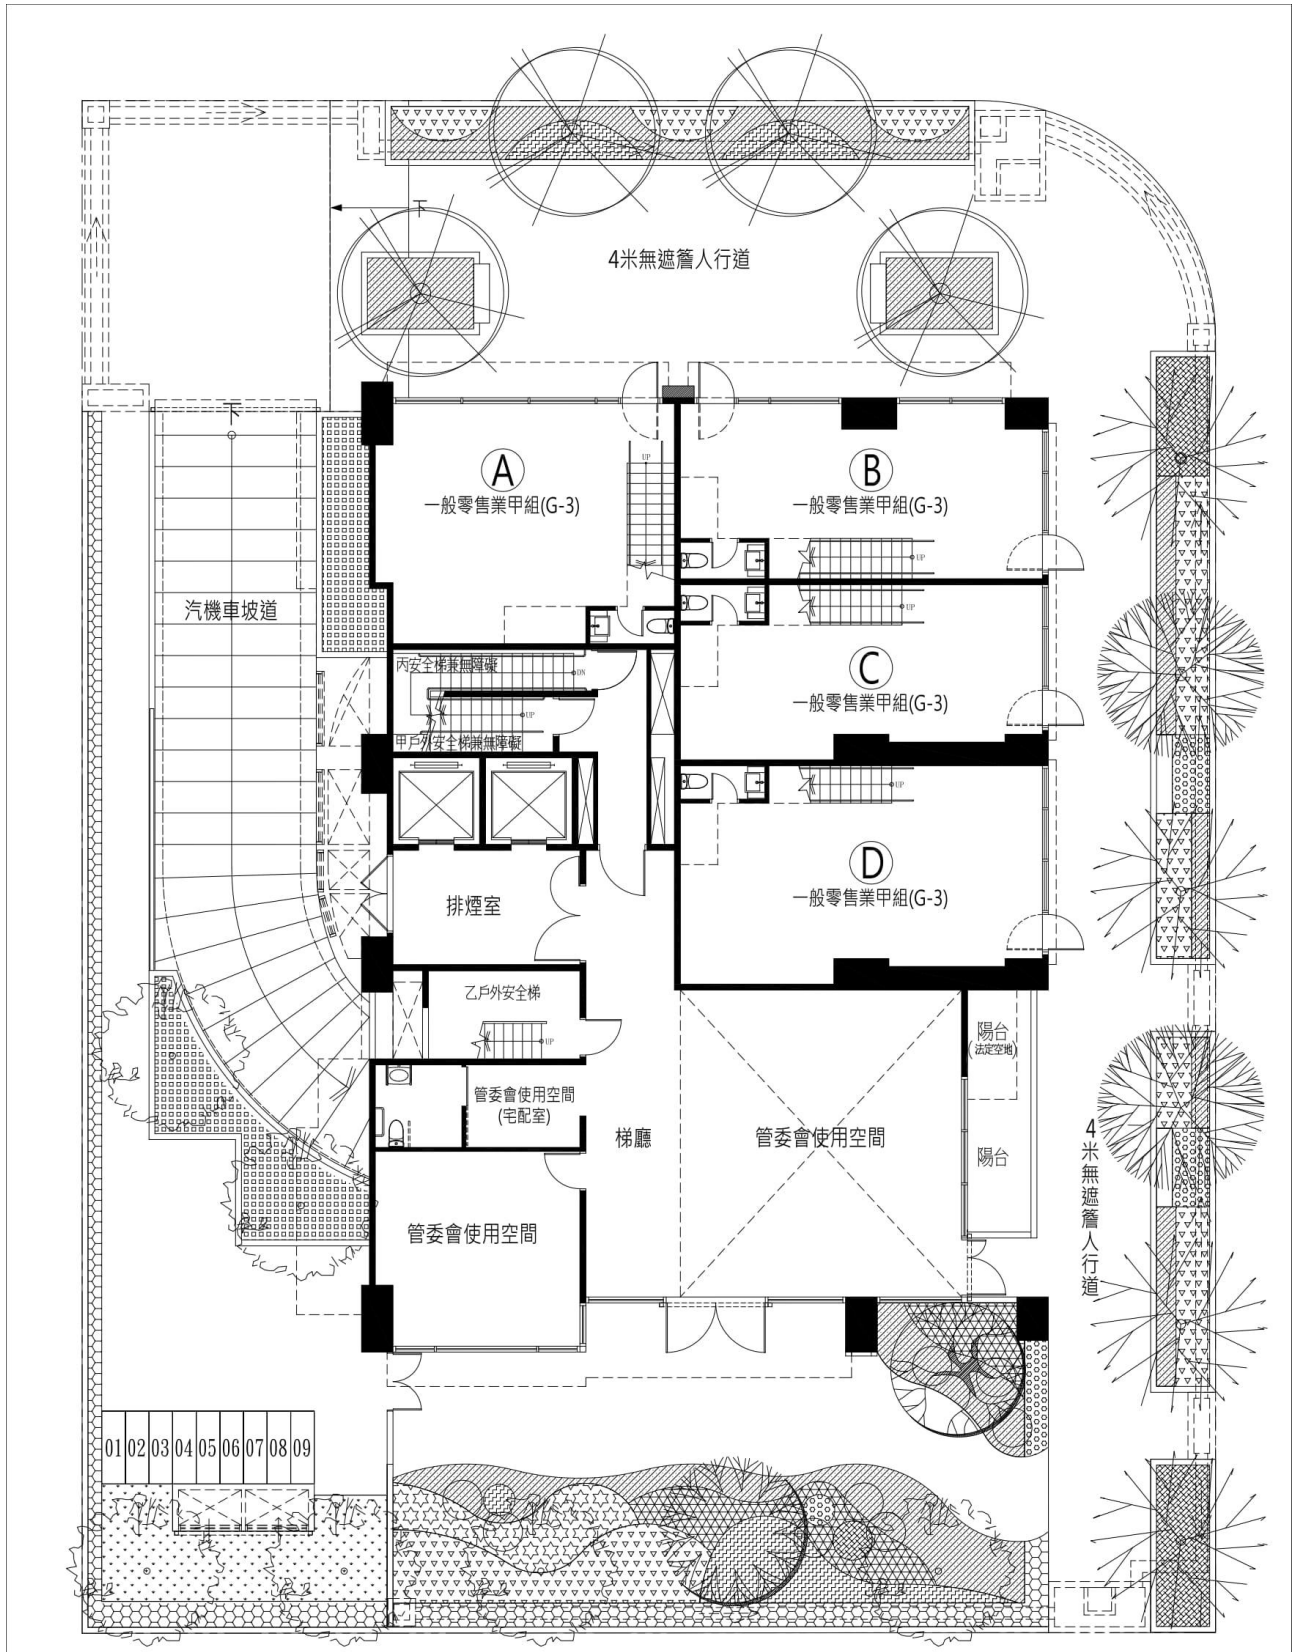 下
4米無遮簷人行道
下
A
一般零售業甲組(G-3)
UP
B
一般零售業甲組(G-3)
UP
汽機車坡道
UP
C
一般零售業甲組(G-3)
丙安全梯兼無障礙
DN
UP
甲戶外安全梯兼無障礙
UP
D
一般零售業甲組(G-3)
排煙室
乙戶外安全梯
UP
陽台
(法定空地)
管委會使用空間
(宅配室)
梯廳
管委會使用空間
陽台
4米無遮簷人行道
管委會使用空間
01 02 03 04 05 06 07 08 09